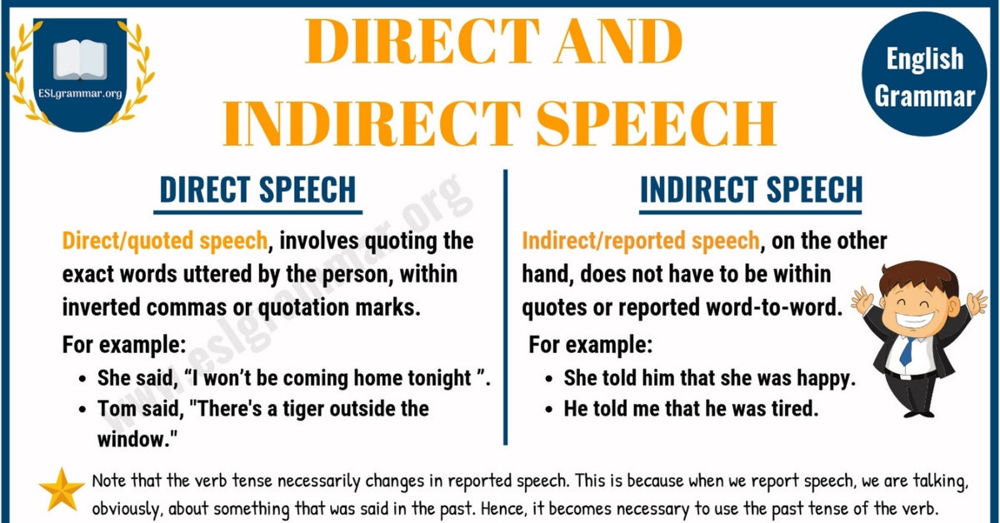 ESLgrammar.org
DIRECT AND
INDIRECT SPEECH
English
Grammar
DIRECT SPEECH
Direct/quoted speech, involves quoting the
exact words uttered by the person, within
inverted commas or quotation marks.
For example:
• She said, “I won’t be coming home tonight ”.
• Tom said, "There's a tiger outside the
window."
INDIRECT SPEECH
Indirect/reported speech, on the other
hand, does not have to be within
quotes or reported word-to-word.
For example:
• She told him that she was happy.
• He told me that he was tired.
www.eslgrammar.org
Note that the verb tense necessarily changes in reported speech. This is because when we report speech, we are talking,
obviously, about something that was said in the past. Hence, it becomes necessary to use the past tense of the verb.